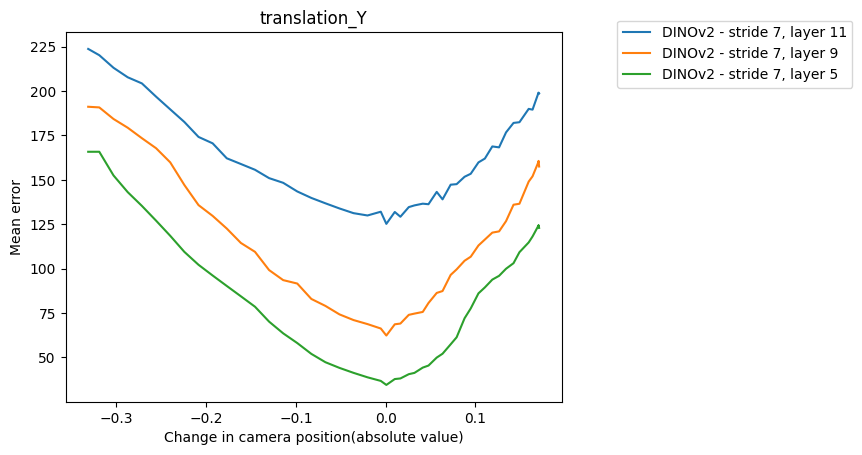 translation_Y
DINOv2 - stride 7, layer 11
DINOv2 - stride 7, layer 9
DINOv2 - stride 7, layer 5
225
200
175
150
125
100
75
50
Mean error
−0.3 −0.2 −0.1 0.0 0.1
Change in camera position(absolute value)